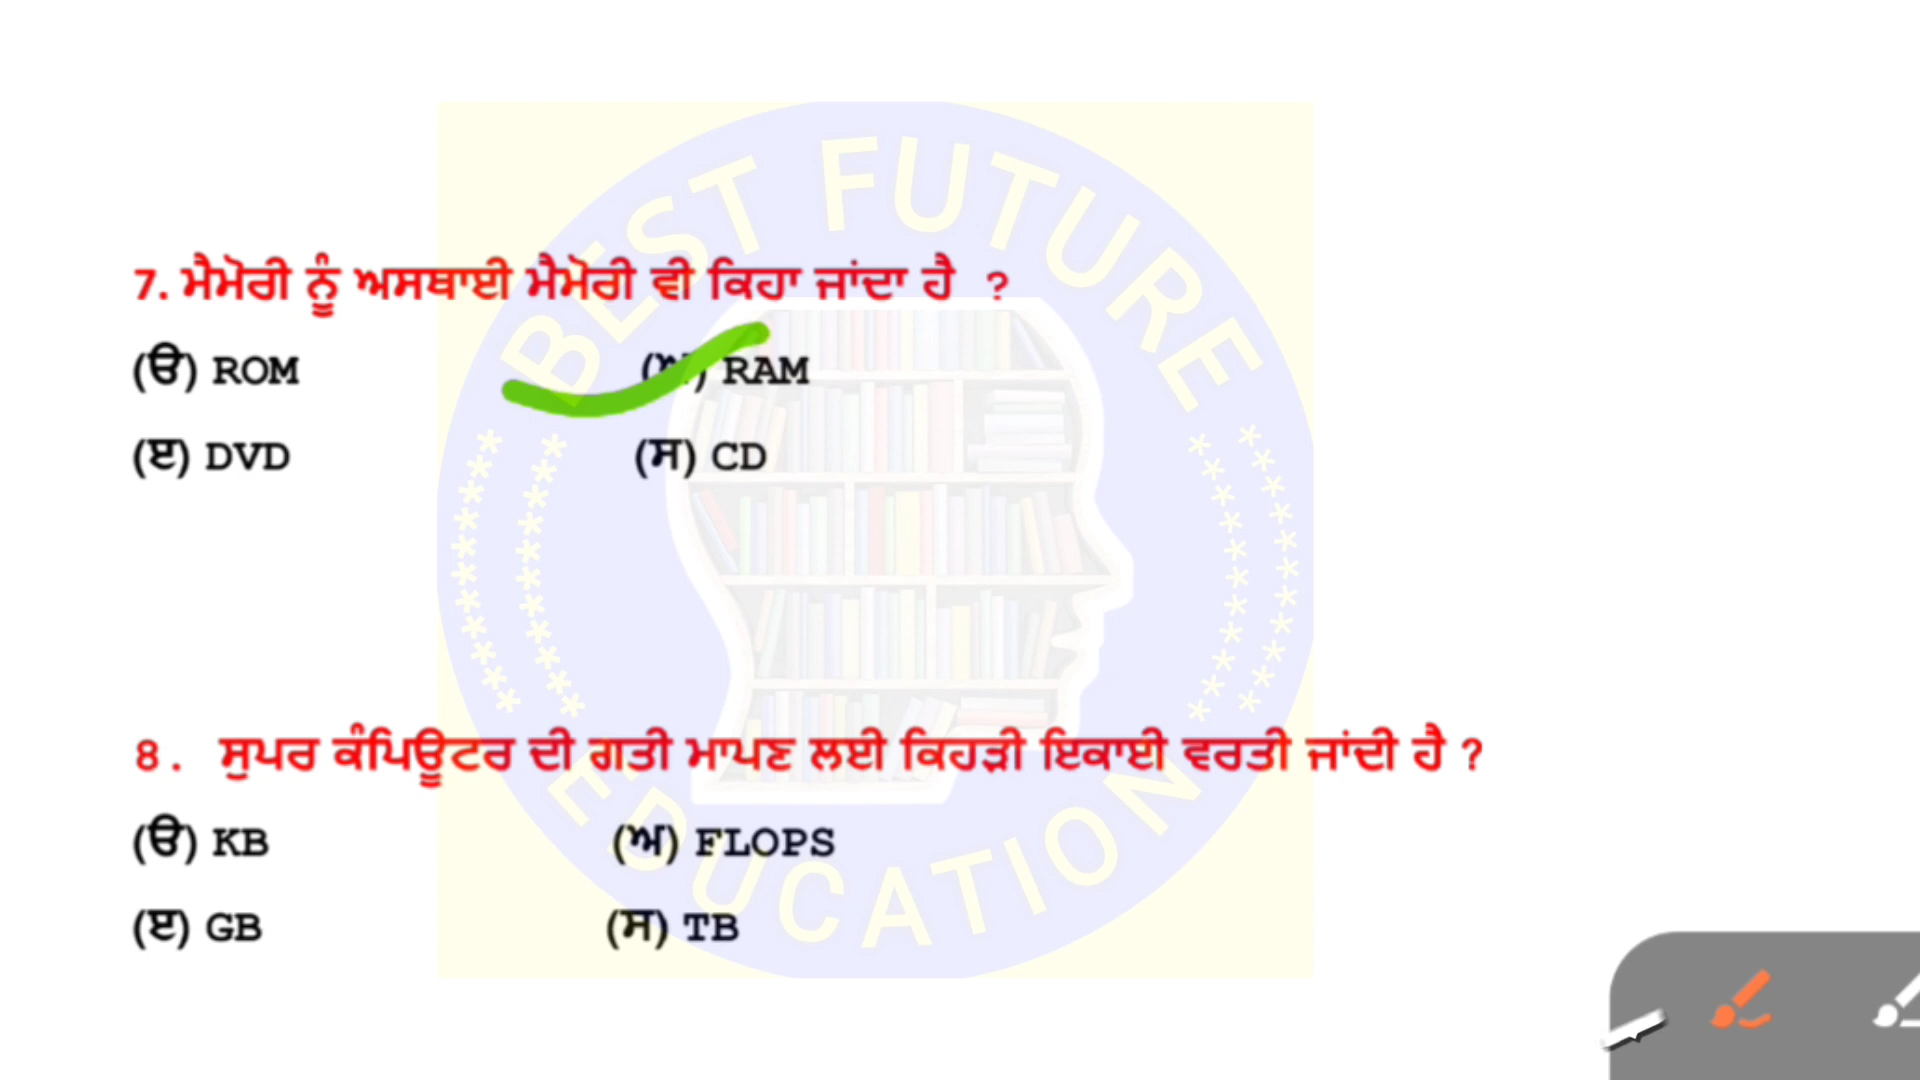 BEST FUTURE
7. ਮੈਮੋਰੀ ਨੂੰ ਅਸਥਾਈ ਮੈਮੋਰੀ ਵੀ ਕਿਹਾ ਜਾਂਦਾ ਹੈ ?
(ੳ) ROM (ਅ) RAM
(ੲ) DVD (ਸ) CD
8. ਸੁਪਰ ਕੰਪਿਊਟਰ ਦੀ ਗਤੀ ਮਾਪਣ ਲਈ ਕਿਹੜੀ ਇਕਾਈ ਵਰਤੀ ਜਾਂਦੀ ਹੈ ?
(ੳ) KB (ਅ) FLOPS
(ੲ) GB (ਸ) TB
EDUCATION